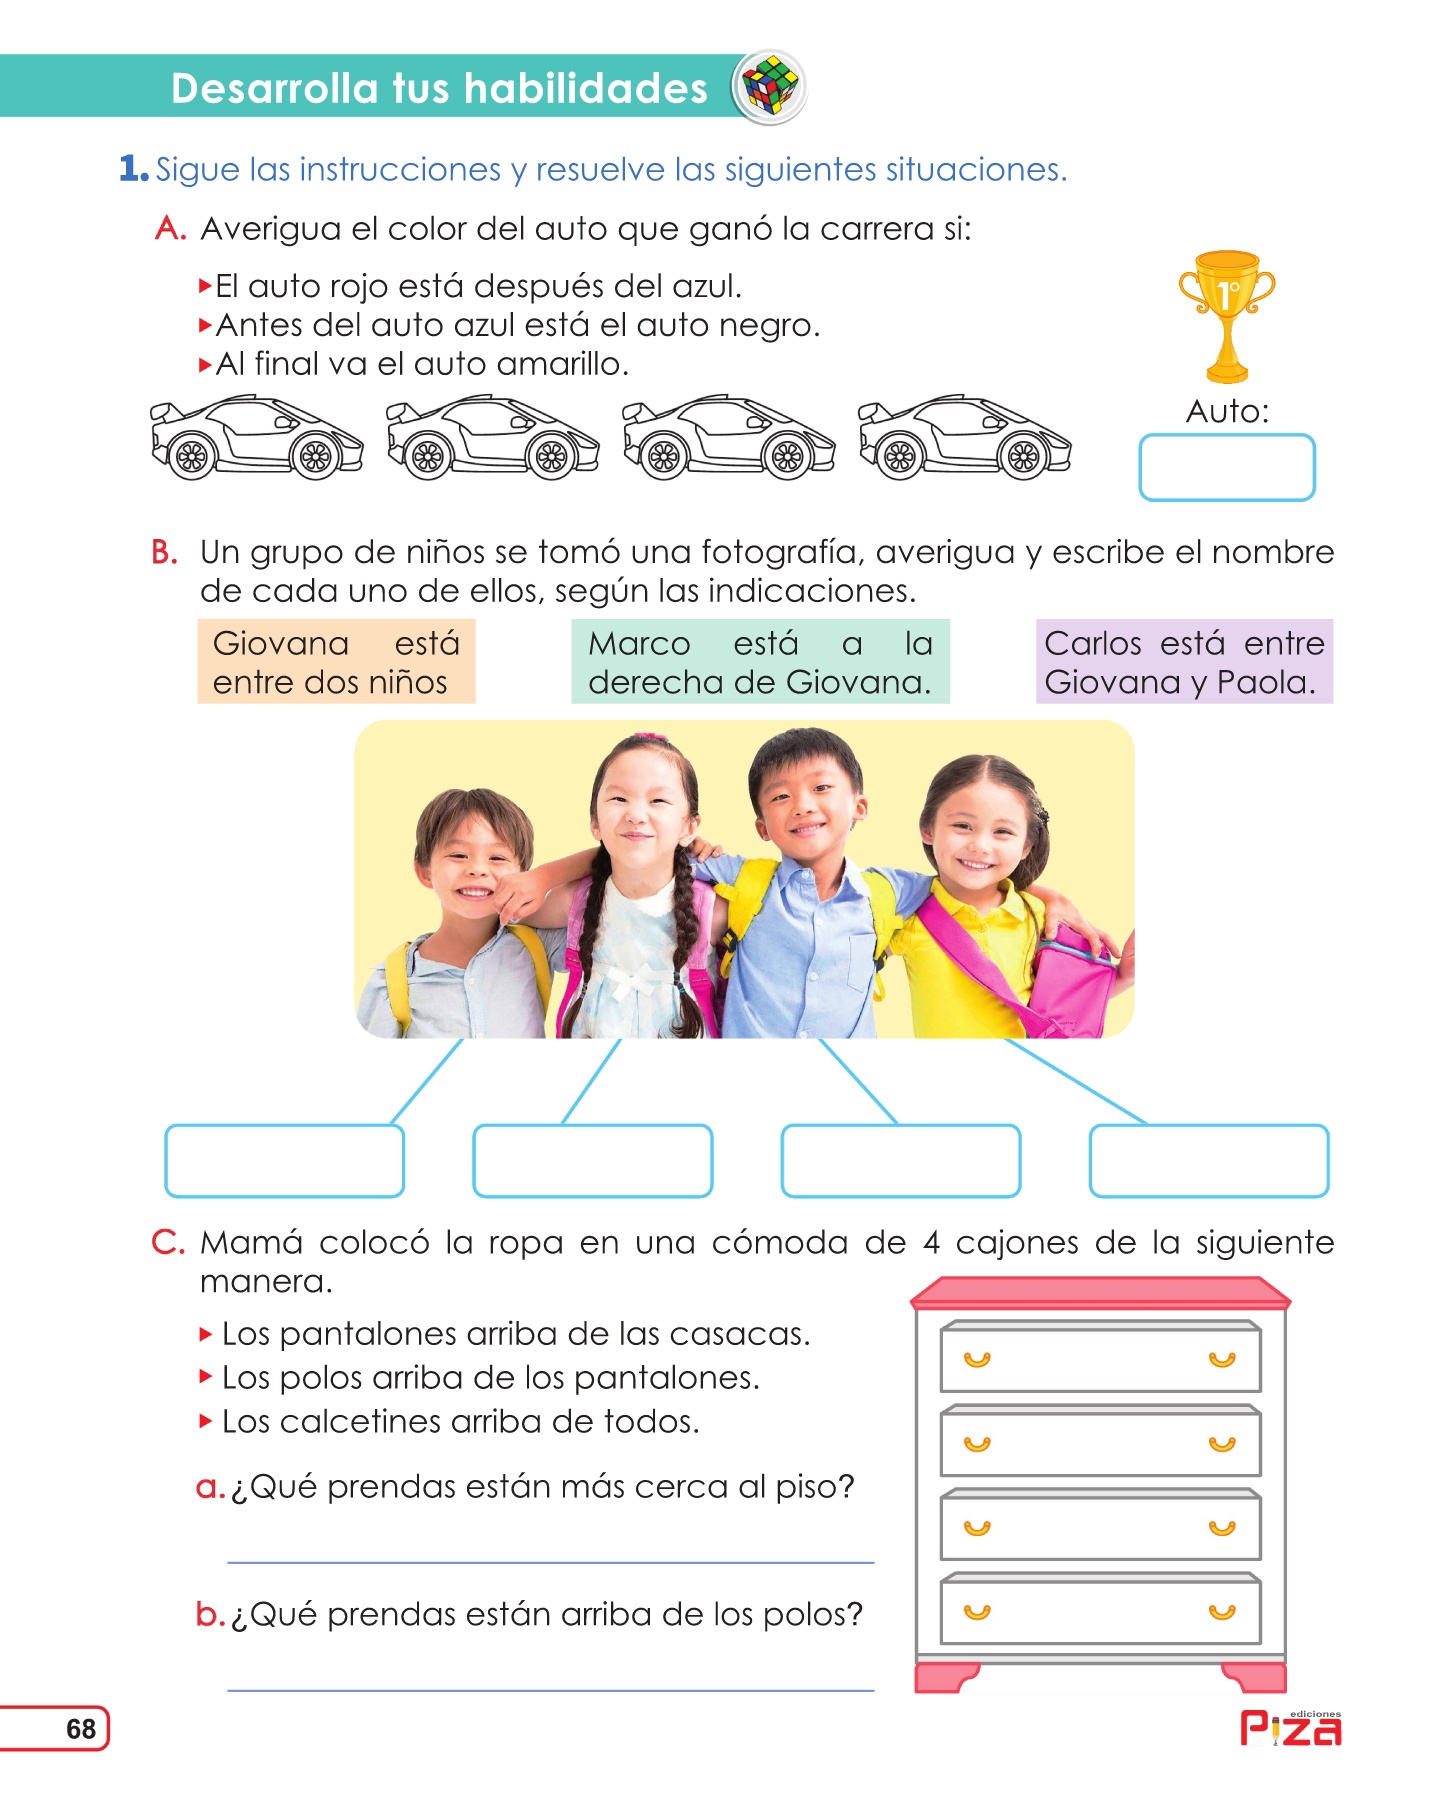 Desarrolla tus habilidades
1. Sigue las instrucciones y resuelve las siguientes situaciones.
A. Averigua el color del auto que ganó la carrera si:
El auto rojo está después del azul.
Antes del auto azul está el auto negro.
Al final va el auto amarillo.
1°
Auto:
B. Un grupo de niños se tomó una fotografía, averigua y escribe el nombre
de cada uno de ellos, según las indicaciones.
Giovana está
entre dos niños
Marco está a la
derecha de Giovana.
Carlos está entre
Giovana y Paola.
C. Mamá colocó la ropa en una cómoda de 4 cajones de la siguiente
manera.
Los pantalones arriba de las casacas.
Los polos arriba de los pantalones.
Los calcetines arriba de todos.
a. ¿Qué prendas están más cerca al piso?
b. ¿Qué prendas están arriba de los polos?
68
ediciones
Piza